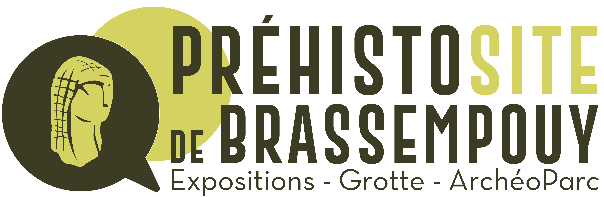 PRÉHISTOSITE
DE BRASSEMPOUY
Expositions - Grotte - ArchéoParc